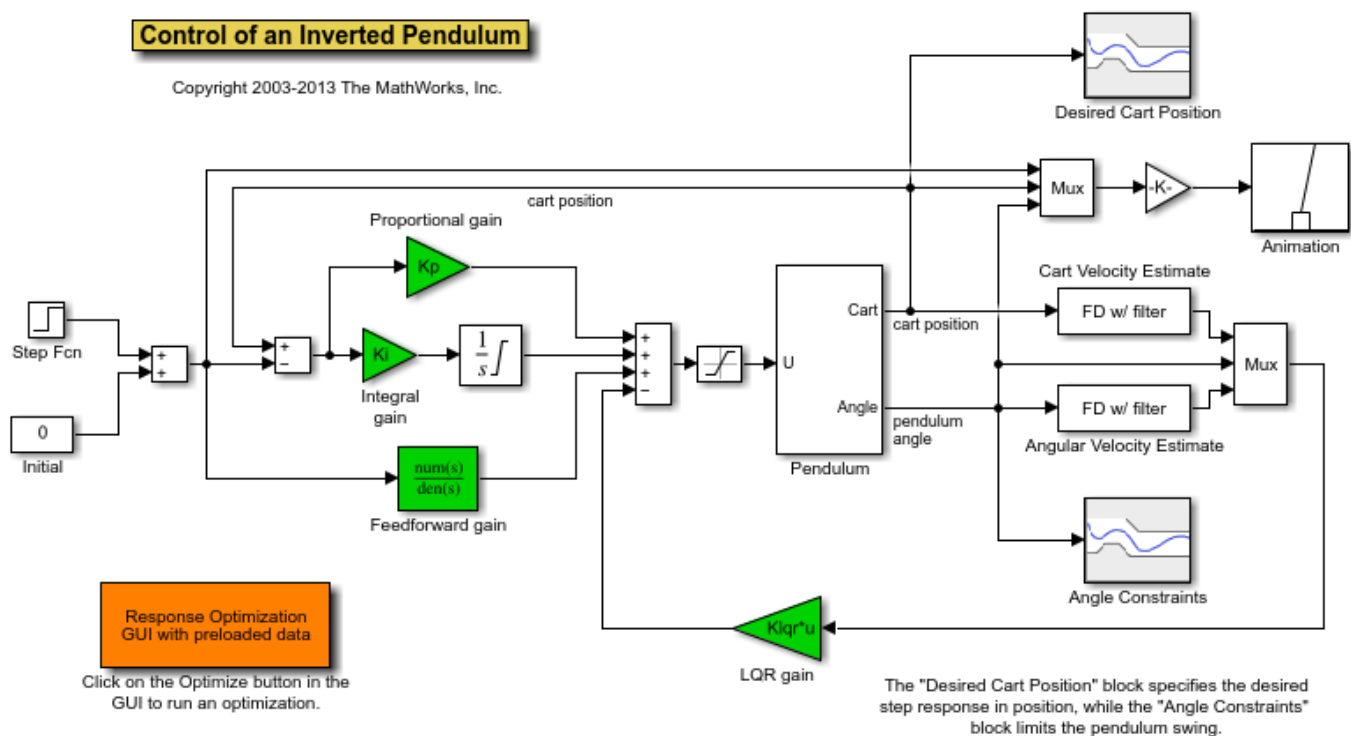 Control of an Inverted Pendulum
Copyright 2003-2013 The MathWorks, Inc.
Desired Cart Position
Mux
-K-
Animation
cart position
Proportional gain
Kp
Cart Velocity Estimate
FD w/ filter
Step Fcn
+
+
+
−
Ki
1
s
Integral
gain
+
+
+
−
U
Cart
Angle
Pendulum
cart position
pendulum
angle
Mux
FD w/ filter
Angular Velocity Estimate
0
Initial
num(s)
den(s)
Feedforward gain
Angle Constraints
Response Optimization
GUI with preloaded data
Click on the Optimize button in the
GUI to run an optimization.
Klqr*u
LQR gain
The "Desired Cart Position" block specifies the desired
step response in position, while the "Angle Constraints"
block limits the pendulum swing.